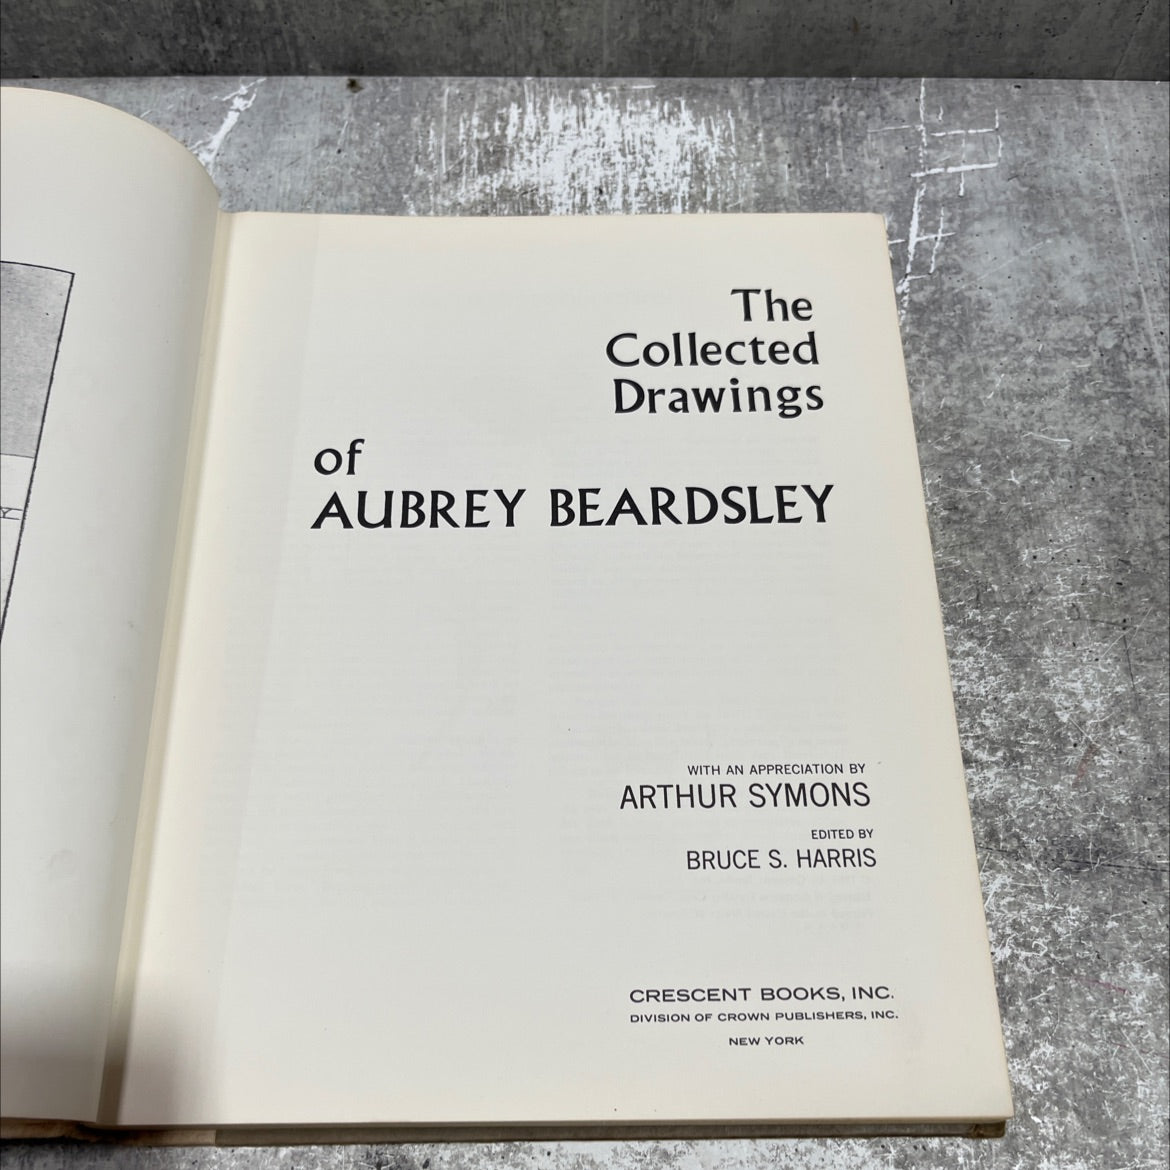 The
Collected
Drawings
of
AUBREY BEARDSLEY
WITH AN APPRECIATION BY
ARTHUR SYMONS
EDITED BY
BRUCE S. HARRIS
CRESCENT BOOKS, INC.
DIVISION OF CROWN PUBLISHERS, INC.
NEW YORK